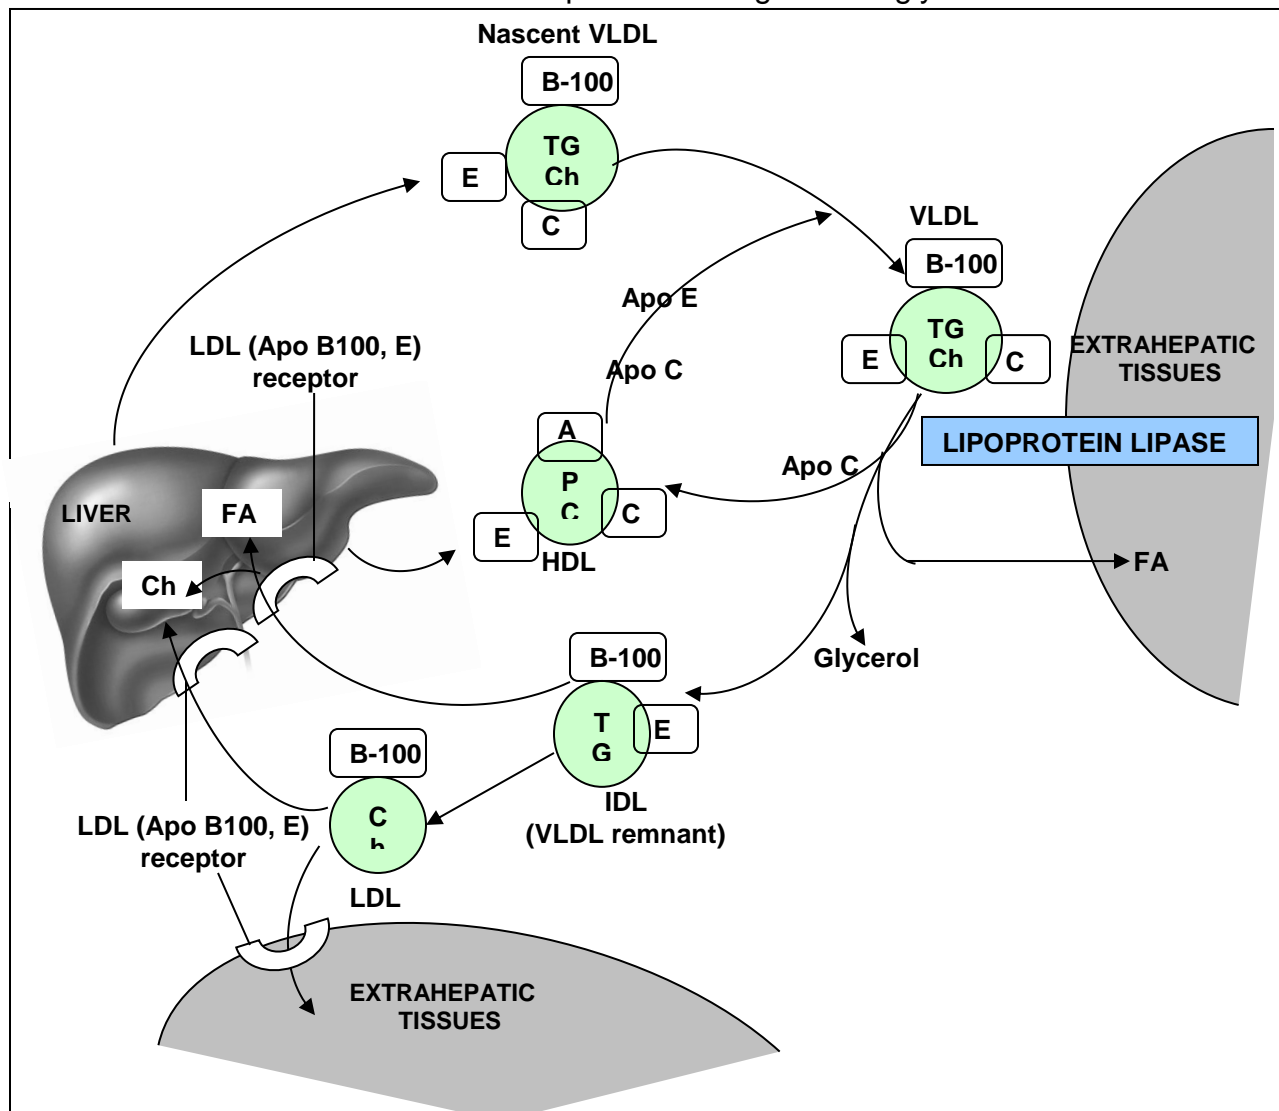 Nascent VLDL
B-100
TG
Ch
E
C
VLDL
B-100
TG
Ch
E
C
EXTRAHEPATIC
TISSUES
Apo E
Apo C
LDL (Apo B100, E)
receptor
A
P
C
C
E
HDL
Apo C
LIPOPROTEIN LIPASE
LIVER
FA
Ch
FA
Glycerol
B-100
T
G
E
IDL
(VLDL remnant)
B-100
C
h
LDL
LDL (Apo B100, E)
receptor
EXTRAHEPATIC
TISSUES